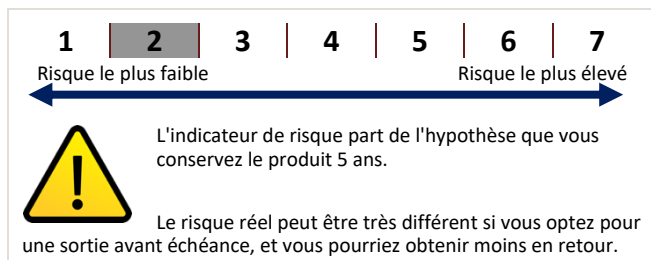 1 2 3 4 5 6 7
Risque le plus faible Risque le plus élevé
L'indicateur de risque part de l'hypothèse que vous
conservez le produit 5 ans.
Le risque réel peut être très différent si vous optez pour
une sortie avant échéance, et vous pourriez obtenir moins en retour.